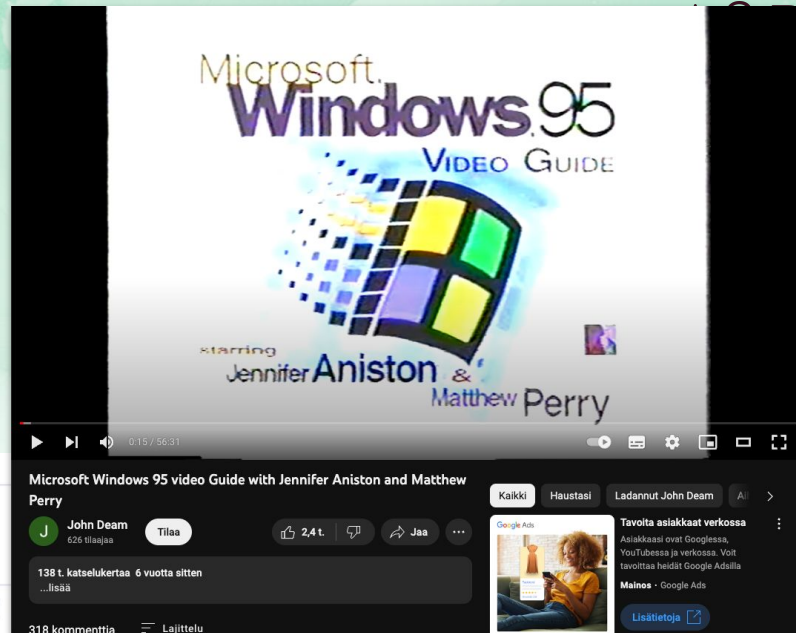 Microsoft.
Windows.95
VIDEO GUIDE
starring
Jennifer Aniston &
Matthew Perry
0:15 / 56:31
Microsoft Windows 95 video Guide with Jennifer Aniston and Matthew
Perry
J
John Deam
626 tilaajaa
Tilaa
2,4 t.
Jaa
138 t. katselukertaa 6 vuotta sitten
...lisää
318 kommenttia
Lajittelu
Kaikki
Haustasi
Ladannut John Deam
Google Ads
Tavoita asiakkaat verkossa
Asiakkaasi ovat Googlessa,
YouTubessa ja verkossa. Voit
tavoittaa heidät Google Adsilla
Mainos · Google Ads
Lisätietoja